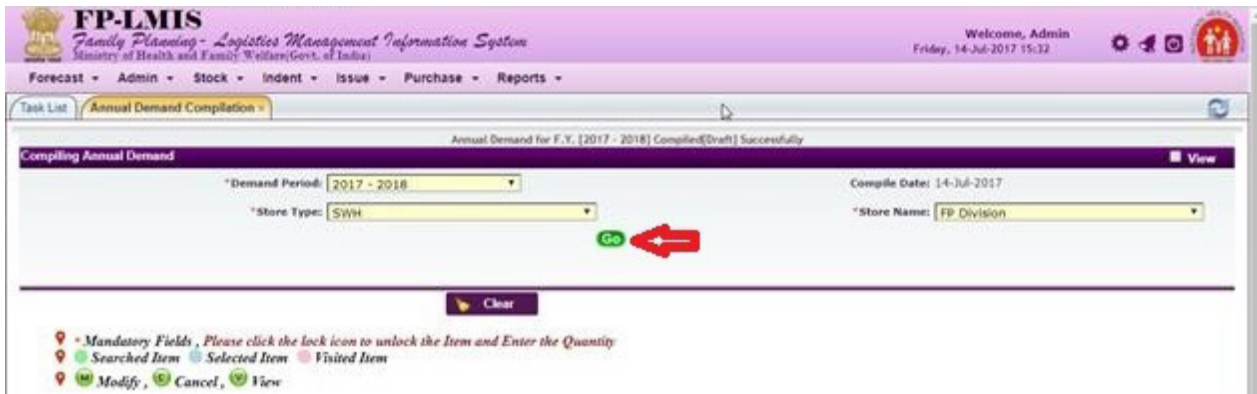 FP-LMIS
Family Planning - Logistics Management Information System
Ministry of Health and Family Welfare(Govt. of India)
Welcome, Admin
Friday, 14-Jul-2017 15:32
Forecast Admin Stock Indent Issue Purchase Reports
Task List Annual Demand Compilation ×
Annual Demand for F.Y. [2017 - 2018] Compiled[Draft] Successfully
Compiling Annual Demand View
*Demand Period: 2017 - 2018 Compile Date: 14-Jul-2017
*Store Type: SWH *Store Name: FP Division
Go
Clear
* Mandatory Fields , Please click the lock icon to unlock the Item and Enter the Quantity
Searched Item Selected Item Visited Item
M Modify , C Cancel , V View